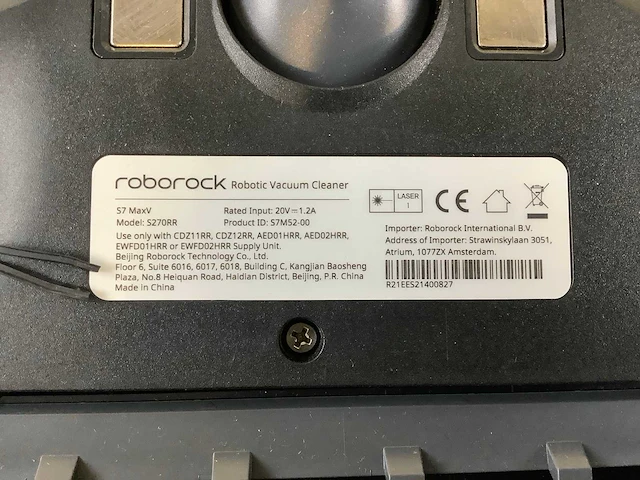 roborock Robotic Vacuum Cleaner
S7 MaxV Rated Input: 20V⎓1.2A
Model: S270RR Product ID: S7M52-00
Use only with CDZ11RR, CDZ12RR, AED01HRR, AED02HRR,
EWFD01HRR or EWFD02HRR Supply Unit.
Beijing Roborock Technology Co., Ltd.
Floor 6, Suite 6016, 6017, 6018, Building C, Kangjian Baosheng
Plaza, No.8 Heiquan Road, Haidian District, Beijing, P.R. China
Made in China
LASER
1
CE
Importer: Roborock International B.V.
Address of Importer: Strawinskylaan 3051,
Atrium, 1077ZX Amsterdam.
R21EES21400827